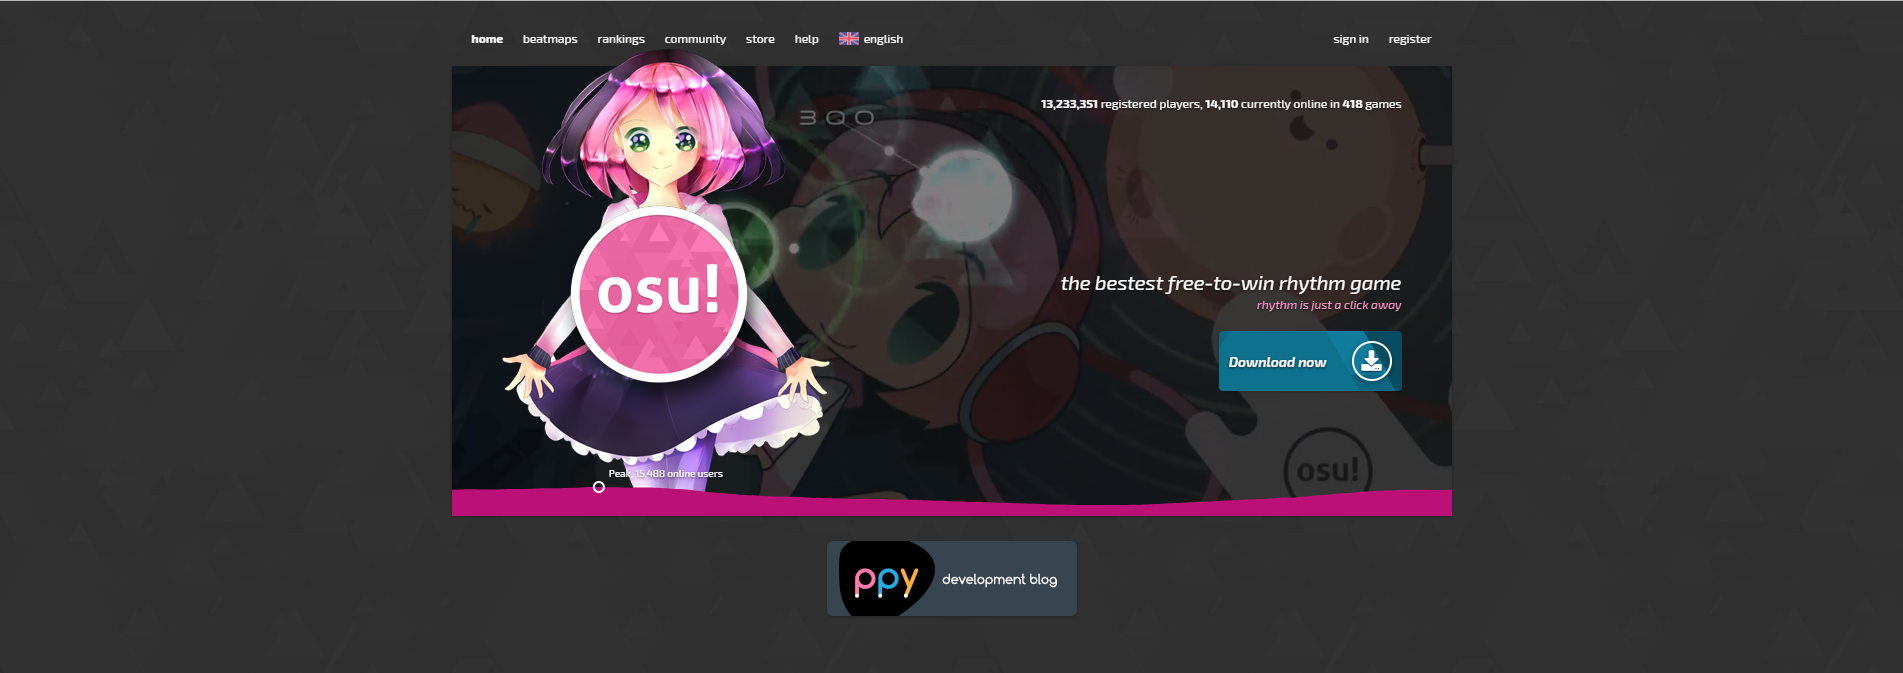 home beatmaps rankings community store help english sign in register
13,233,351 registered players, 14,110 currently online in 418 games
300
osu!
the bestest free-to-win rhythm game
rhythm is just a click away
Download now
osu!
Peak, 15,488 online users
ppy development blog